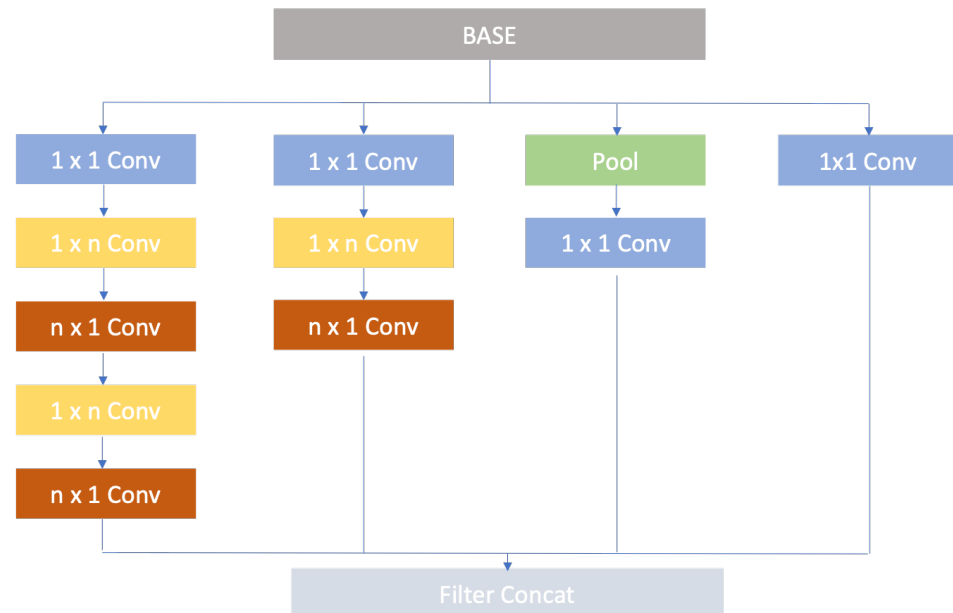 BASE
1 x 1 Conv
1 x 1 Conv
Pool
1x1 Conv
1 x n Conv
1 x n Conv
1 x 1 Conv
n x 1 Conv
n x 1 Conv
1 x n Conv
n x 1 Conv
Filter Concat